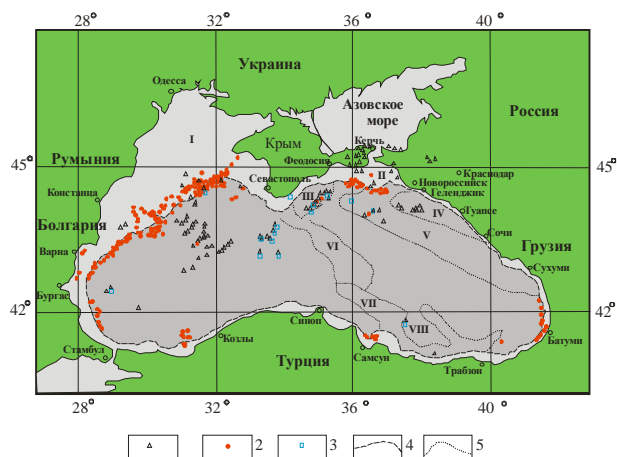 28° 32° 36° 40°
Украина
Одесса
Азовское
море
Россия
I
Крым
Керчь
45° 45°
Румыния
Феодосия
II
Краснодар
Севастополь
Новороссийск
Геленджик
Констанца
III
IV
Туапсе
Болгария
V
Сочи
Грузия
Варна
VI
Сухуми
Бургас
42° 42°
VII
Синоп
VIII
Козлы
Батуми
Стамбул
Самсун
Турция
Трабзон
28° 32° 36° 40°
1 2 3 4 5